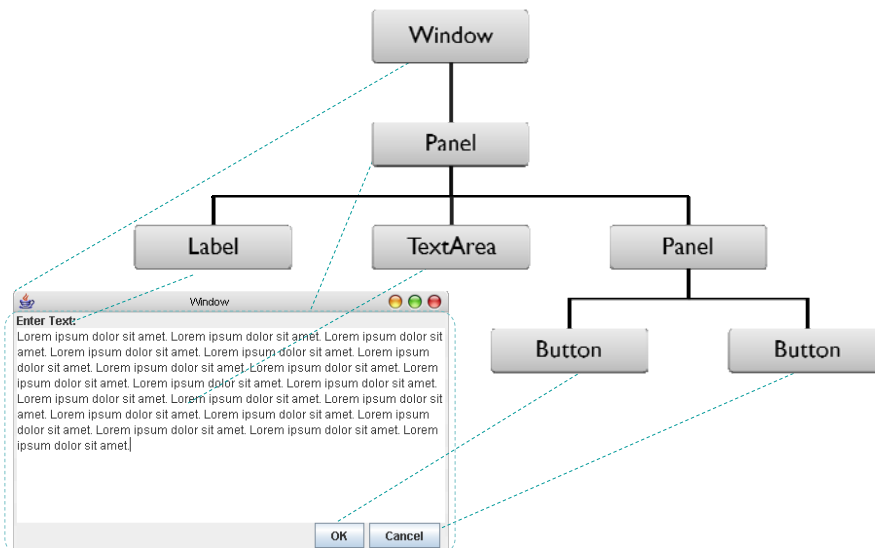 Window
Panel
Label
TextArea
Panel
Window
Enter Text:
Lorem ipsum dolor sit amet. Lorem ipsum dolor sit amet. Lorem ipsum dolor sit
amet. Lorem ipsum dolor sit amet. Lorem ipsum dolor sit amet. Lorem ipsum
dolor sit amet. Lorem ipsum dolor sit amet. Lorem ipsum dolor sit amet. Lorem
ipsum dolor sit amet. Lorem ipsum dolor sit amet. Lorem ipsum dolor sit amet.
Lorem ipsum dolor sit amet. Lorem ipsum dolor sit amet. Lorem ipsum dolor sit
amet. Lorem ipsum dolor sit amet. Lorem ipsum dolor sit amet. Lorem ipsum
dolor sit amet. Lorem ipsum dolor sit amet. Lorem ipsum dolor sit amet. Lorem
ipsum dolor sit amet.
Button
Button
OK
Cancel